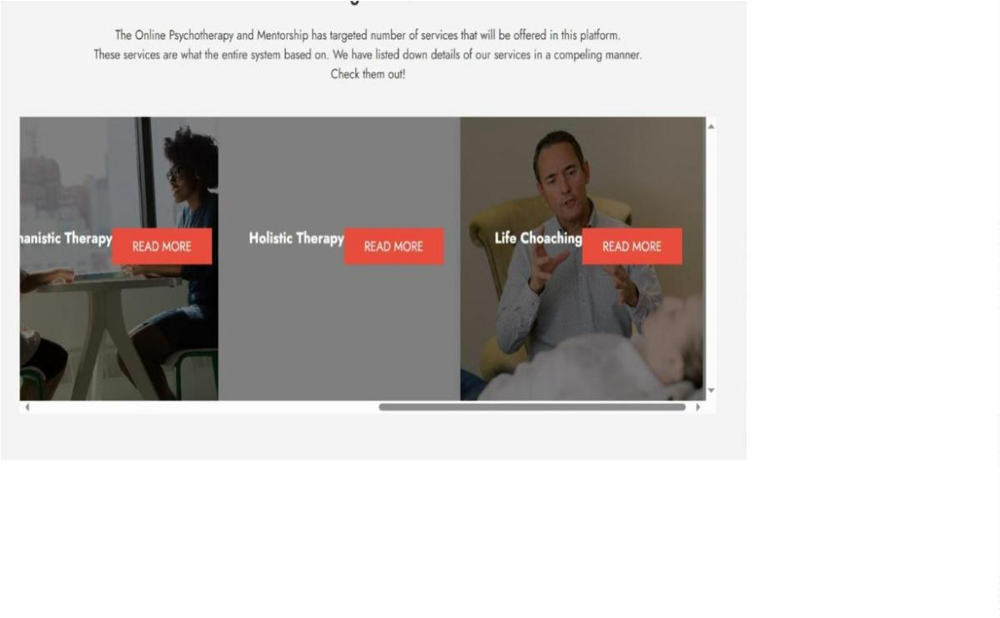 The Online Psychotherapy and Mentorship has targeted number of services that will be offered in this platform.
These services are what the entire system based on. We have listed down details of our services in a compeling manner.
Check them out!
anistic Therapy
READ MORE
Holistic Therapy
READ MORE
Life Choaching
READ MORE